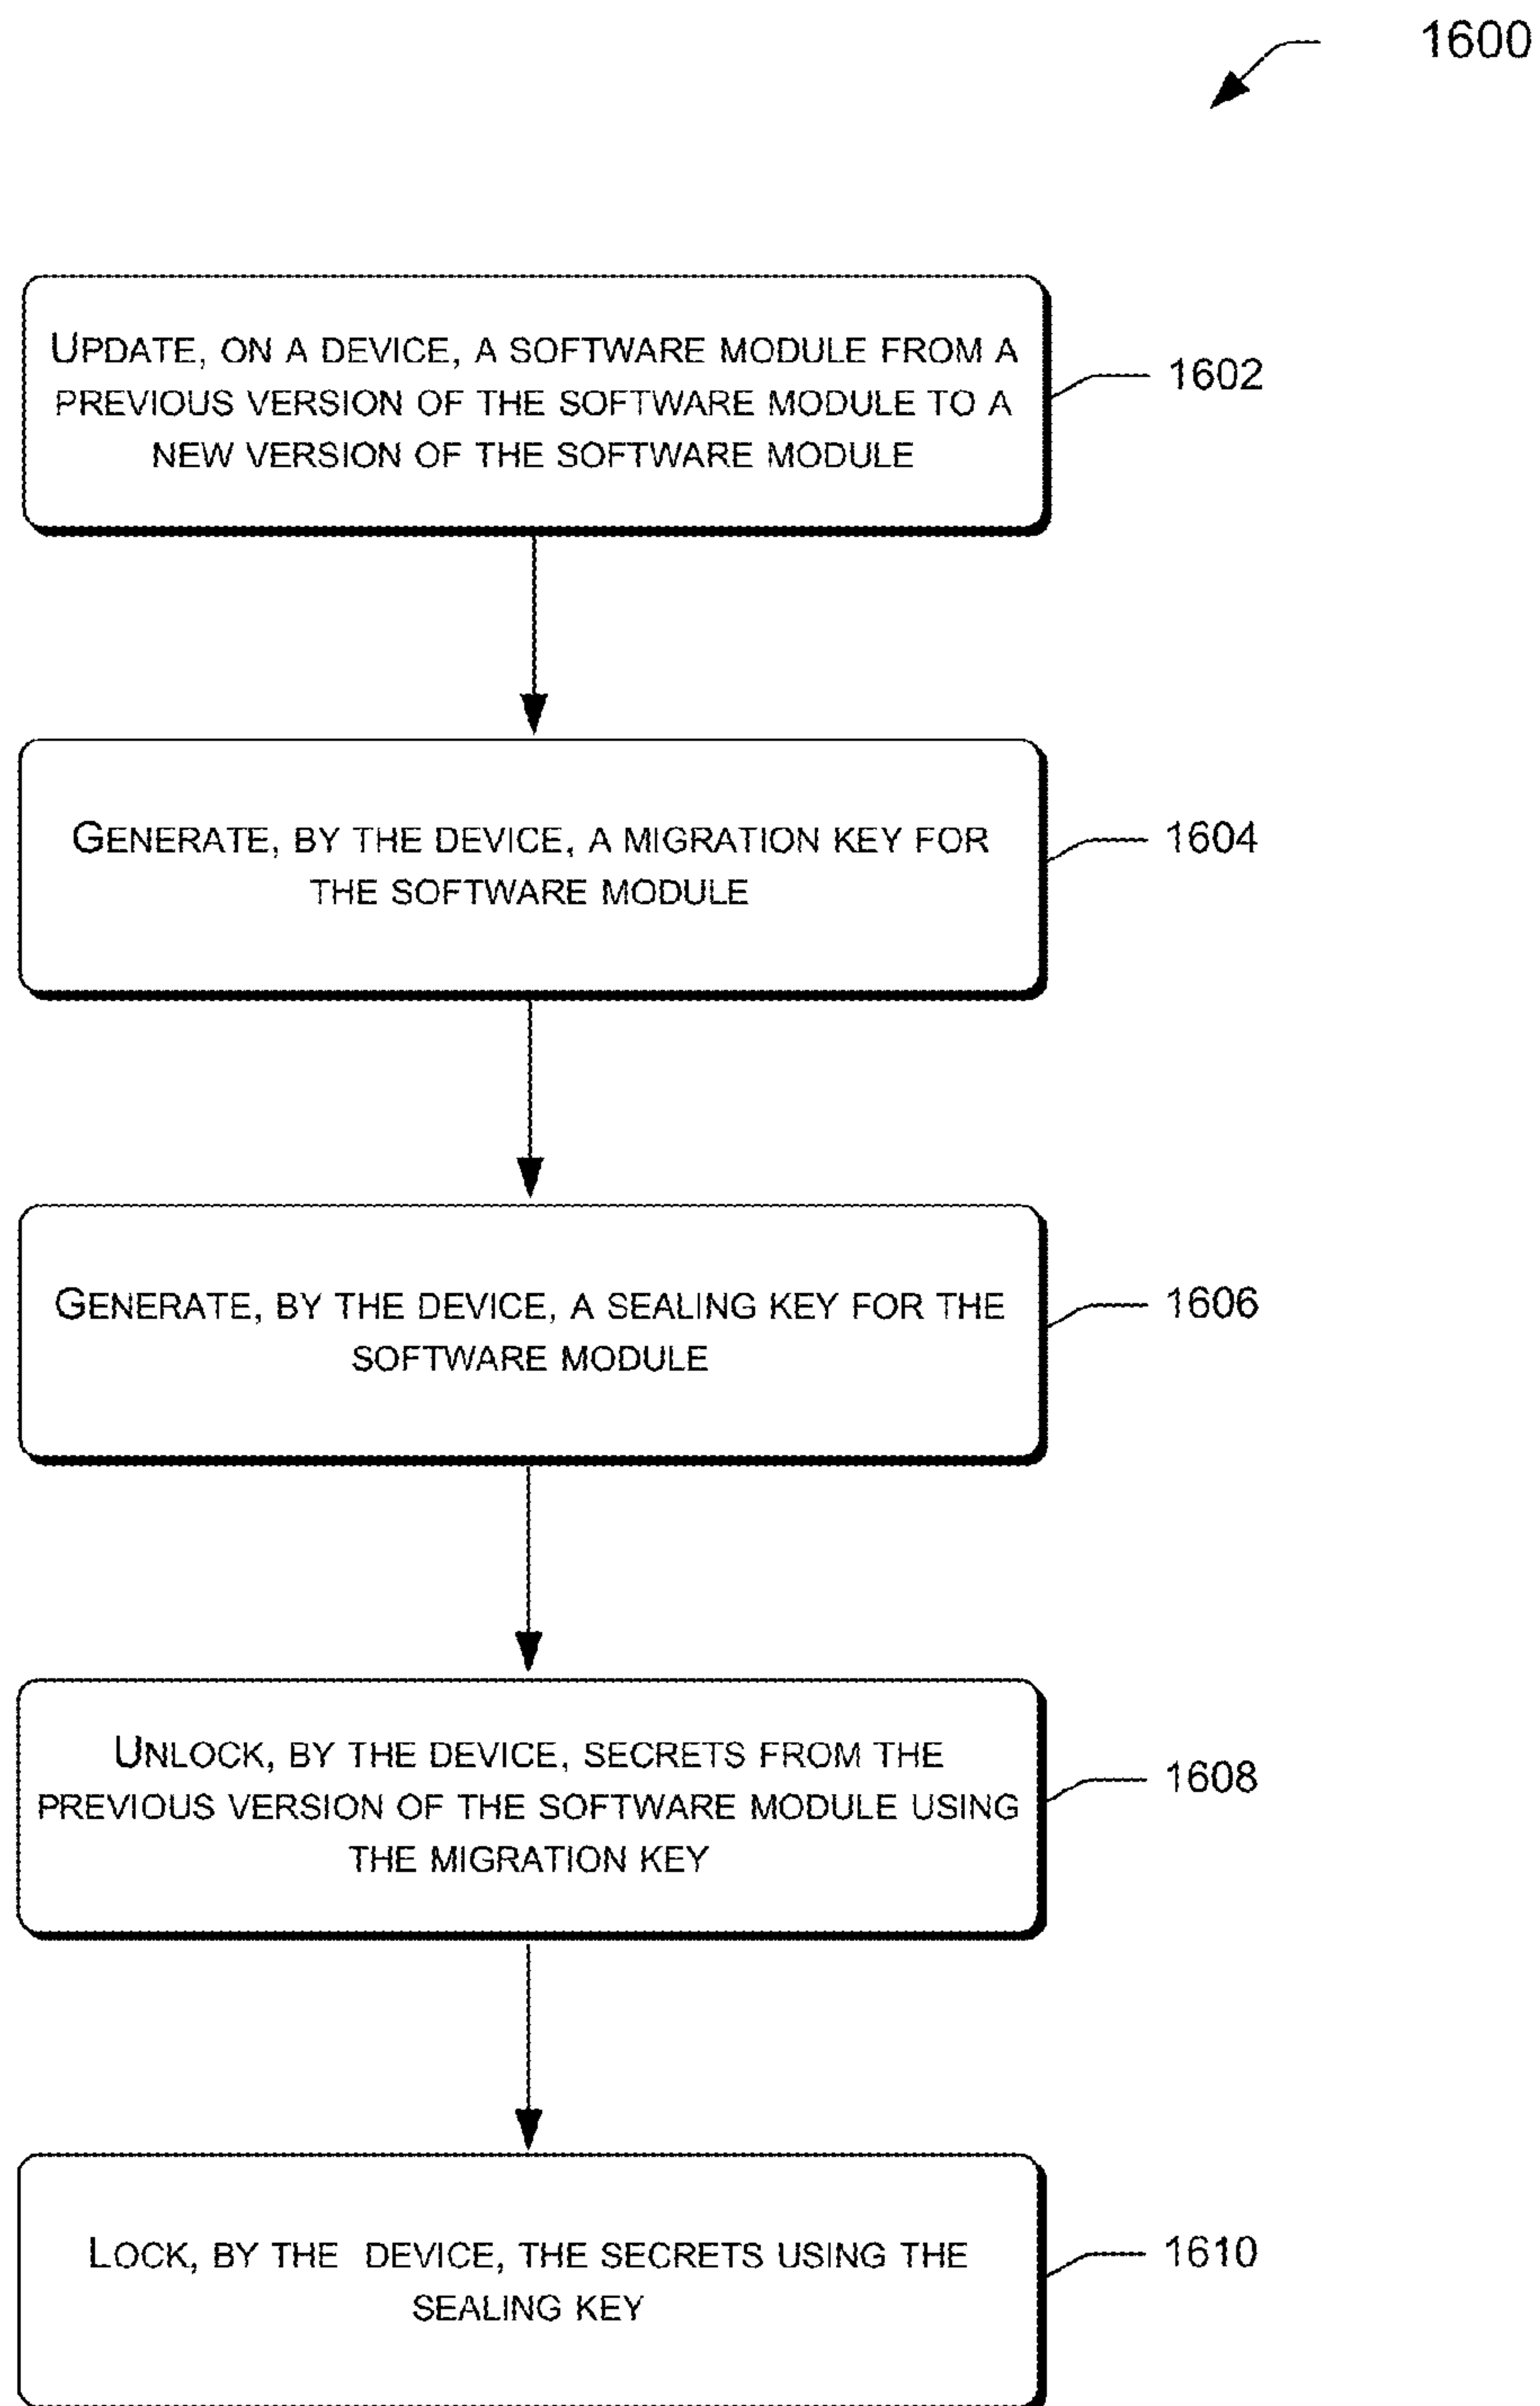 1600
UPDATE, ON A DEVICE, A SOFTWARE MODULE FROM A
PREVIOUS VERSION OF THE SOFTWARE MODULE TO A
NEW VERSION OF THE SOFTWARE MODULE
1602
GENERATE, BY THE DEVICE, A MIGRATION KEY FOR
THE SOFTWARE MODULE
1604
GENERATE, BY THE DEVICE, A SEALING KEY FOR THE
SOFTWARE MODULE
1606
UNLOCK, BY THE DEVICE, SECRETS FROM THE
PREVIOUS VERSION OF THE SOFTWARE MODULE USING
THE MIGRATION KEY
1608
LOCK, BY THE DEVICE, THE SECRETS USING THE
SEALING KEY
1610